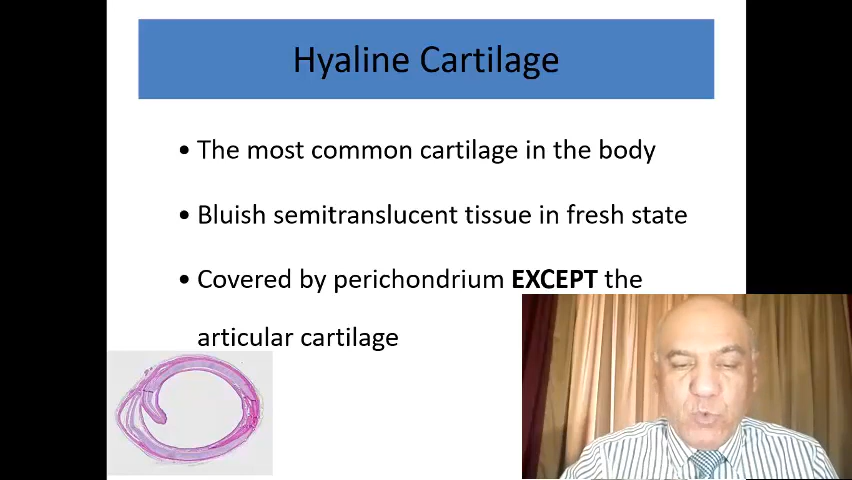 Hyaline Cartilage
• The most common cartilage in the body
• Bluish semitranslucent tissue in fresh state
• Covered by perichondrium EXCEPT the
articular cartilage